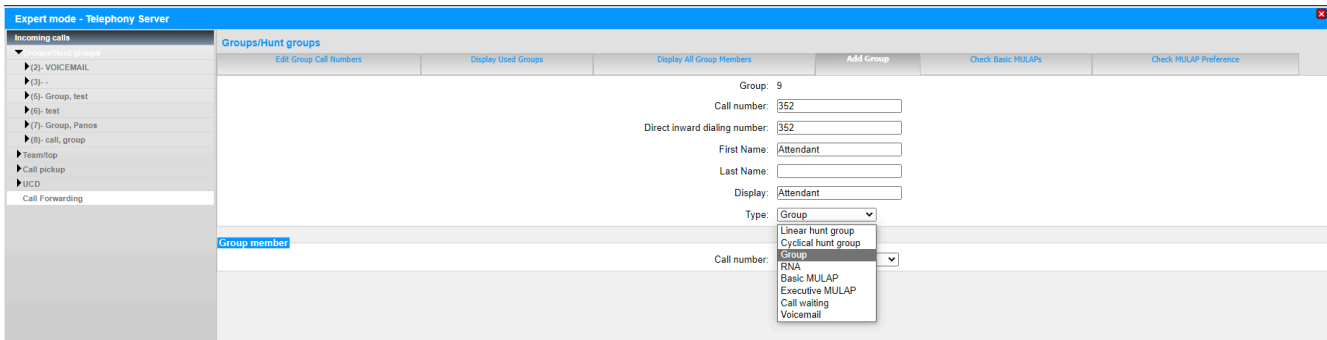 Expert mode - Telephony Server
Incoming calls
Groups/Hunt groups
(2)- VOICEMAIL
(3)- -
(5)- Group, test
(6)- test
(7)- Group, Panos
(8)- call, group
Team/top
Call pickup
UCD
Call Forwarding
Groups/Hunt groups
Edit Group Call Numbers Display Used Groups Display All Group Members Add Group Check Basic MULAPs Check MULAP Preference
Group: 9
Call number: 352
Direct inward dialing number: 352
First Name: Attendant
Last Name:
Display: Attendant
Type: Group
Linear hunt group
Cyclical hunt group
Group
RNA
Basic MULAP
Executive MULAP
Call waiting
Voicemail
Group member
Call number: